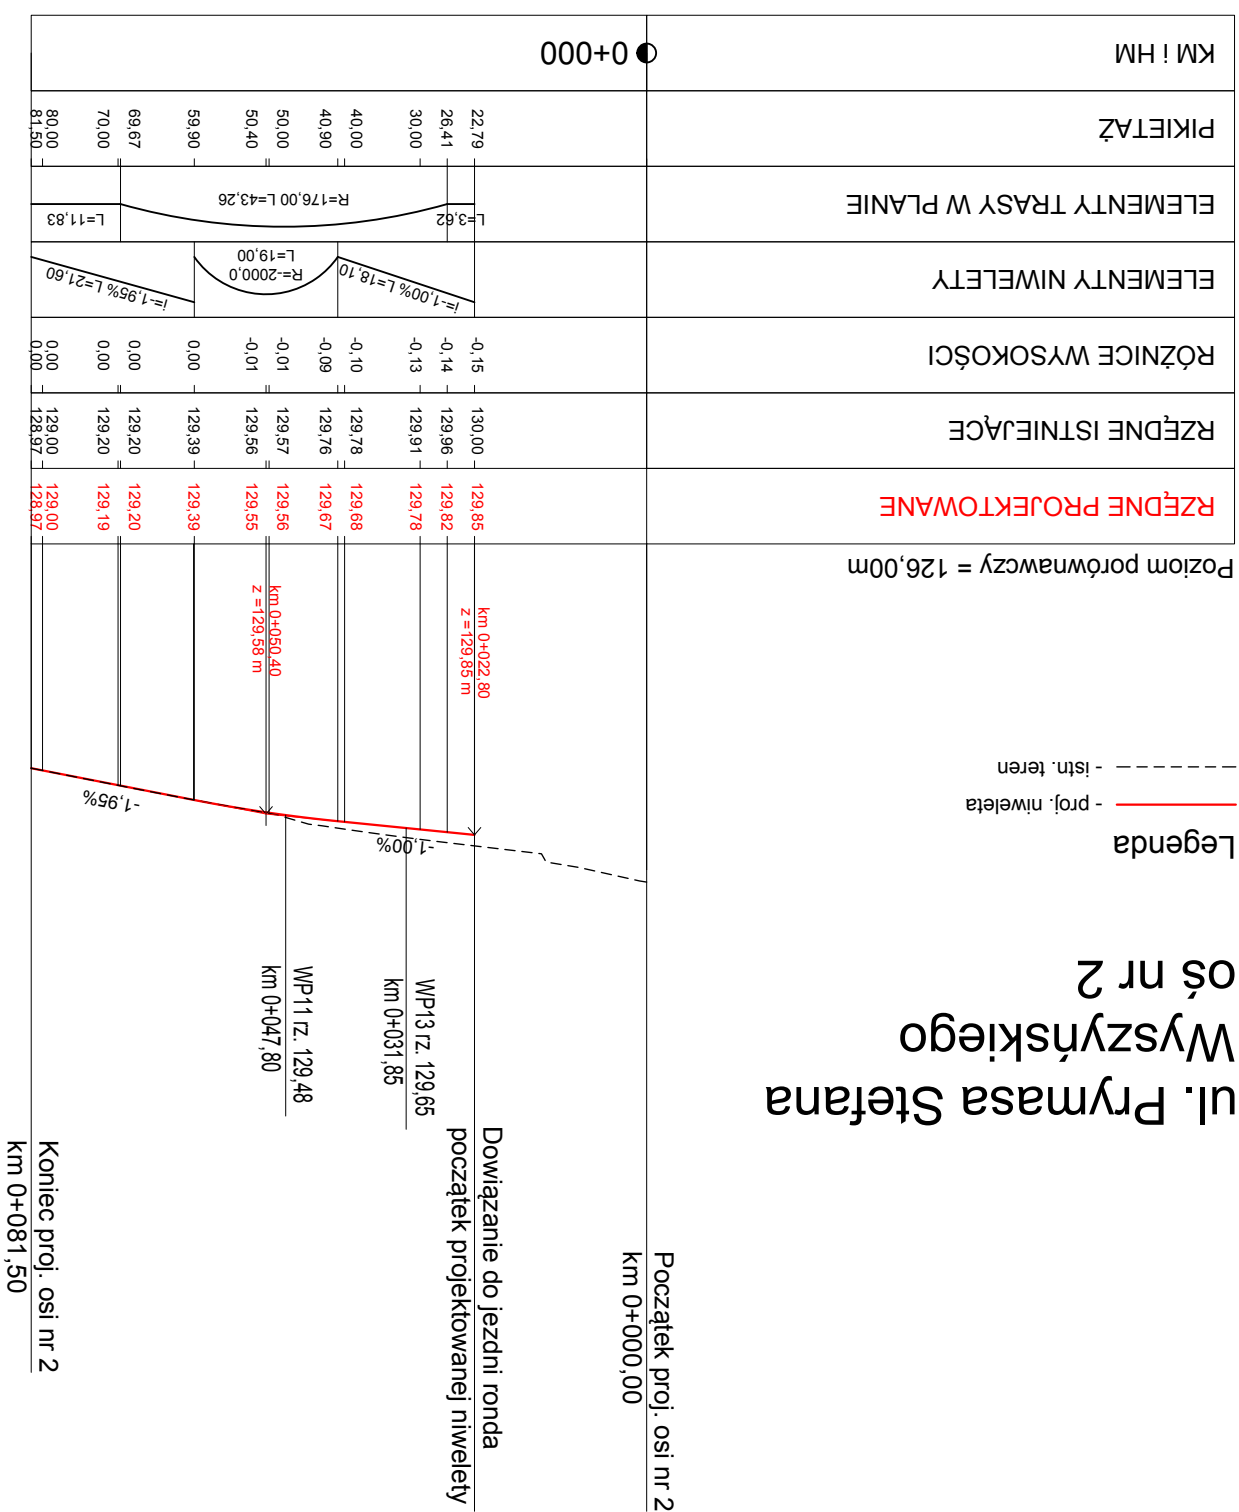 Początek proj. osi nr 2
km 0+000,00
Dowiązanie do jezdni ronda
początek projektowanej niwelety
WP13 rz. 129,65
km 0+031,85
WP11 rz. 129,48
km 0+047,80
Koniec proj. osi nr 2
km 0+081,50
ul. Prymasa Stefana
Wyszyńskiego
oś nr 2
Legenda
- proj. niweleta
- istn. teren
-1,00%
-1,95%
km 0+022,80
z =129,85 m
km 0+050,40
z =129,58 m
Poziom porównawczy = 126,00m
RZĘDNE PROJEKTOWANE
129,85 129,82 129,78 129,68 129,67 129,56 129,55 129,39 129,20 129,19 129,00 128,97
RZĘDNE ISTNIEJĄCE
130,00 129,96 129,91 129,78 129,76 129,57 129,56 129,39 129,20 129,20 129,00 128,97
RÓŻNICE WYSOKOŚCI
-0,15 -0,14 -0,13 -0,10 -0,09 -0,01 -0,01 0,00 0,00 0,00 0,00 0,00
ELEMENTY NIWELETY
i=-1,00% L=18,10
R=-2000,0
L=19,00
i=-1,95% L=21,60
ELEMENTY TRASY W PLANIE
L=3,62
R=176,00 L=43,26
L=11,83
PIKIETAŻ
22,79 26,41 30,00 40,00 40,90 50,00 50,40 59,90 69,67 70,00 80,00 81,50
KM i HM
0+000